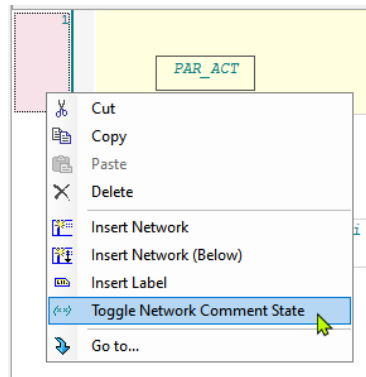 1
PAR_ACT
Cut
Copy
Paste
Delete
Insert Network
Insert Network (Below)
i
Insert Label
Toggle Network Comment State
Go to...